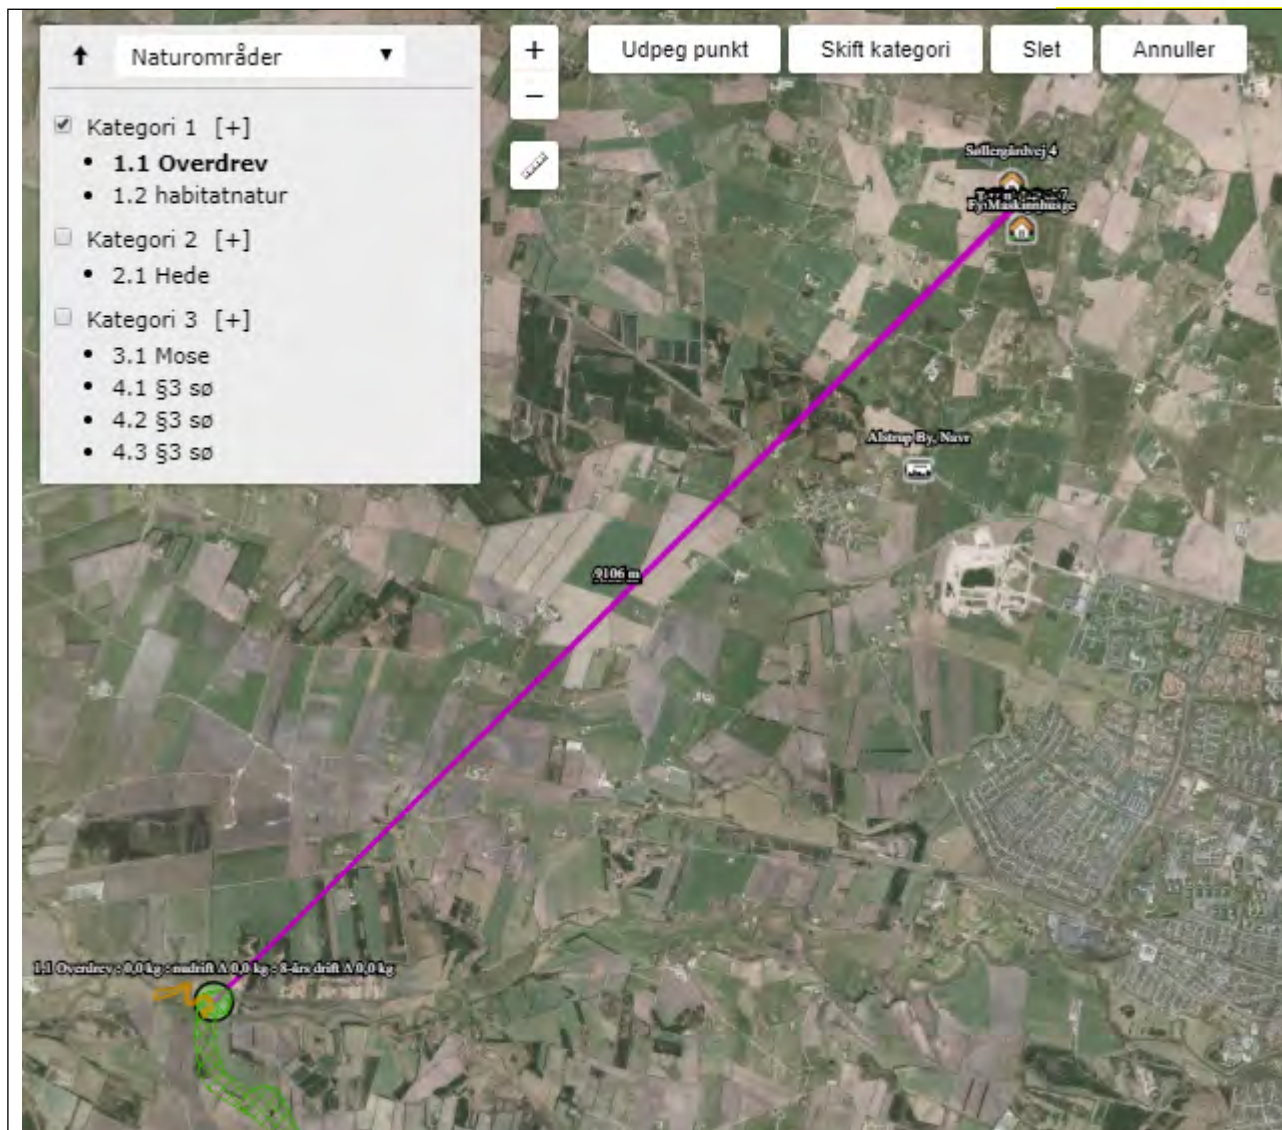 Naturområder
Kategori 1 [+]
1.1 Overdrev
1.2 habitatnatur
Kategori 2 [+]
2.1 Hede
Kategori 3 [+]
3.1 Mose
4.1 §3 sø
4.2 §3 sø
4.3 §3 sø
+
−
Udpeg punkt
Skift kategori
Slet
Annuller
Søllergårdvej 4
Alstrup By, Navr
9106 m
1.1 Overdrev : 0,0 kg : nudrift Δ 0,0 kg : 8-års drift Δ 0,0 kg